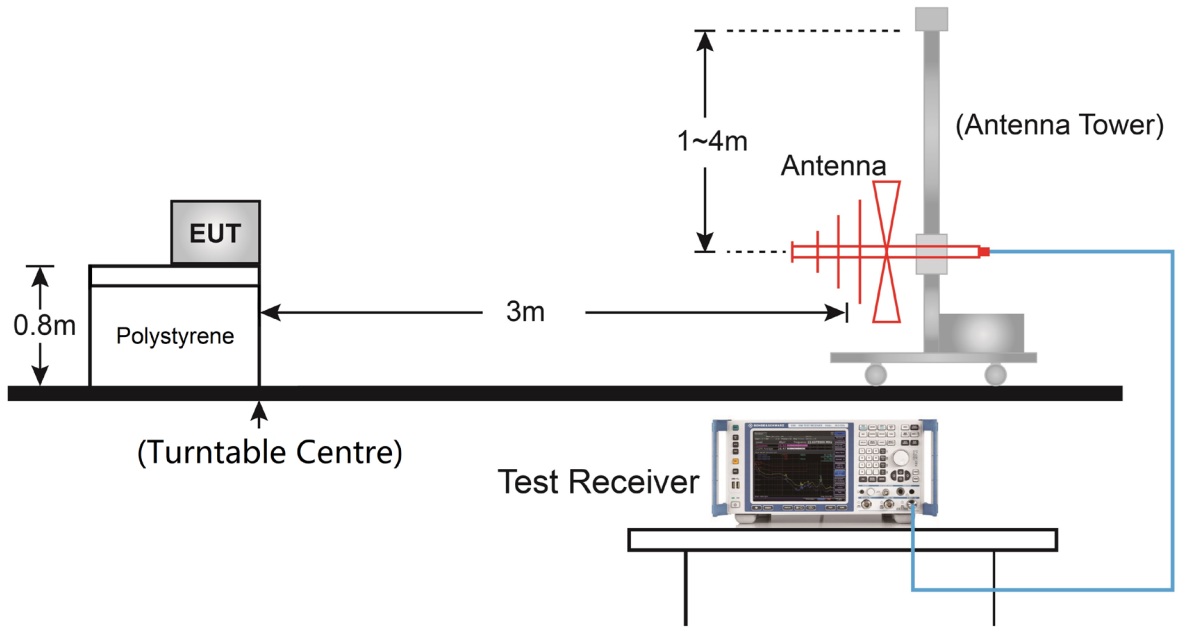 1~4m
(Antenna Tower)
Antenna
EUT
0.8m
Polystyrene
3m
(Turntable Centre)
Test Receiver